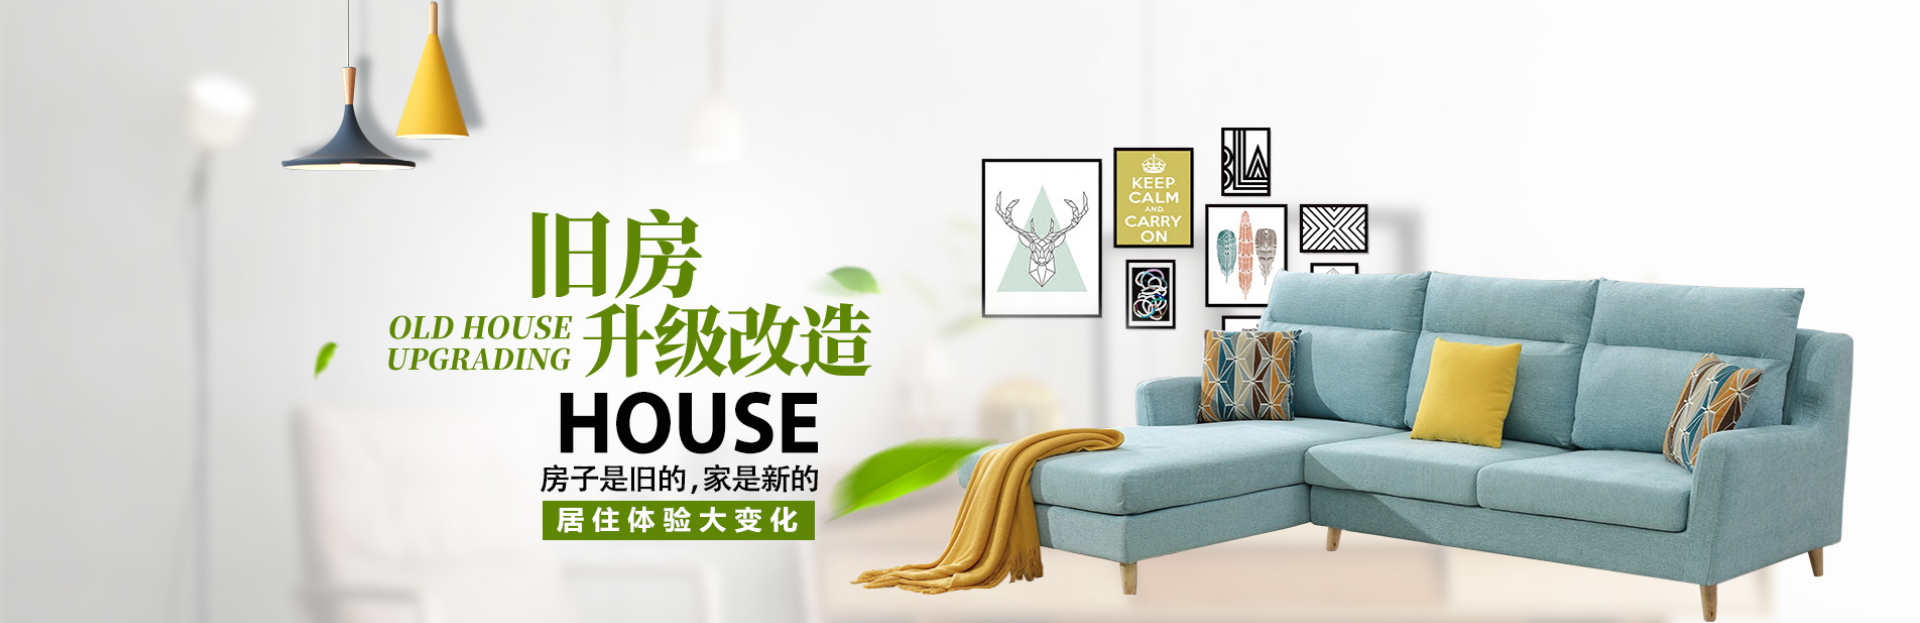 旧房
OLD HOUSE
UPGRADING
升级改造
HOUSE
房子是旧的,家是新的
居住体验大变化
KEEP
CALM
AND
CARRY
ON